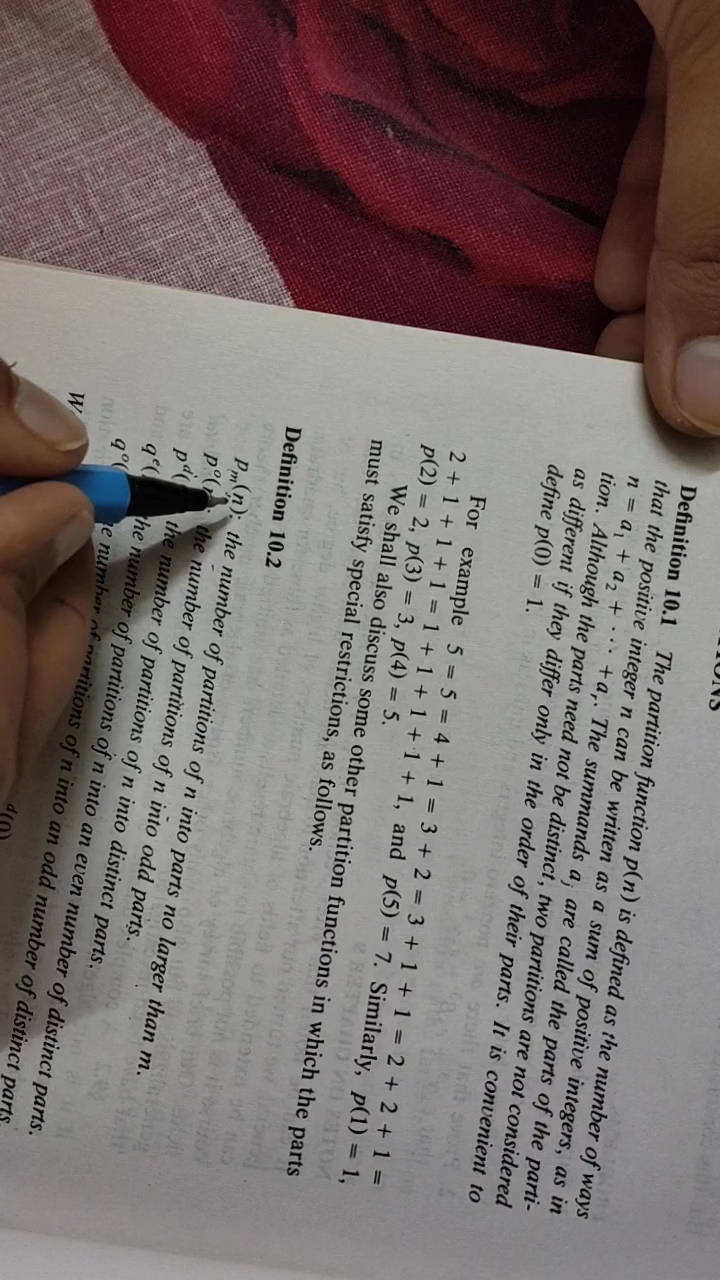 Definition 10.1 The partition function p(n) is defined as the number of ways
that the positive integer n can be written as a sum of positive integers, as in
n = a₁ + a₂ + ⋯ + aᵣ. The summands aⱼ are called the parts of the parti-
tion. Although the parts need not be distinct, two partitions are not considered
as different if they differ only in the order of their parts. It is convenient to
define p(0) = 1.
For example 5 = 5 = 4 + 1 = 3 + 2 = 3 + 1 + 1 = 2 + 2 + 1 =
2 + 1 + 1 + 1 = 1 + 1 + 1 + 1 + 1, and p(5) = 7. Similarly, p(1) = 1,
p(2) = 2, p(3) = 3, p(4) = 5.
We shall also discuss some other partition functions in which the parts
must satisfy special restrictions, as follows.
Definition 10.2
pₘ(n): the number of partitions of n into parts no larger than m.
pᵒ( the number of partitions of n into odd parts.
pᵈ( the number of partitions of n into distinct parts.
qᵉ( he number of partitions of n into an even number of distinct parts.
qᵒ( e number of partitions of n into an odd number of distinct parts